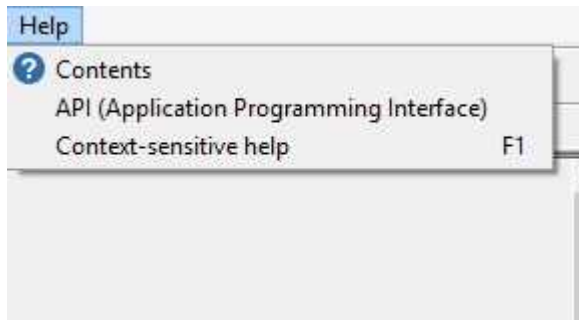 Help
Contents
API (Application Programming Interface)
Context-sensitive help F1